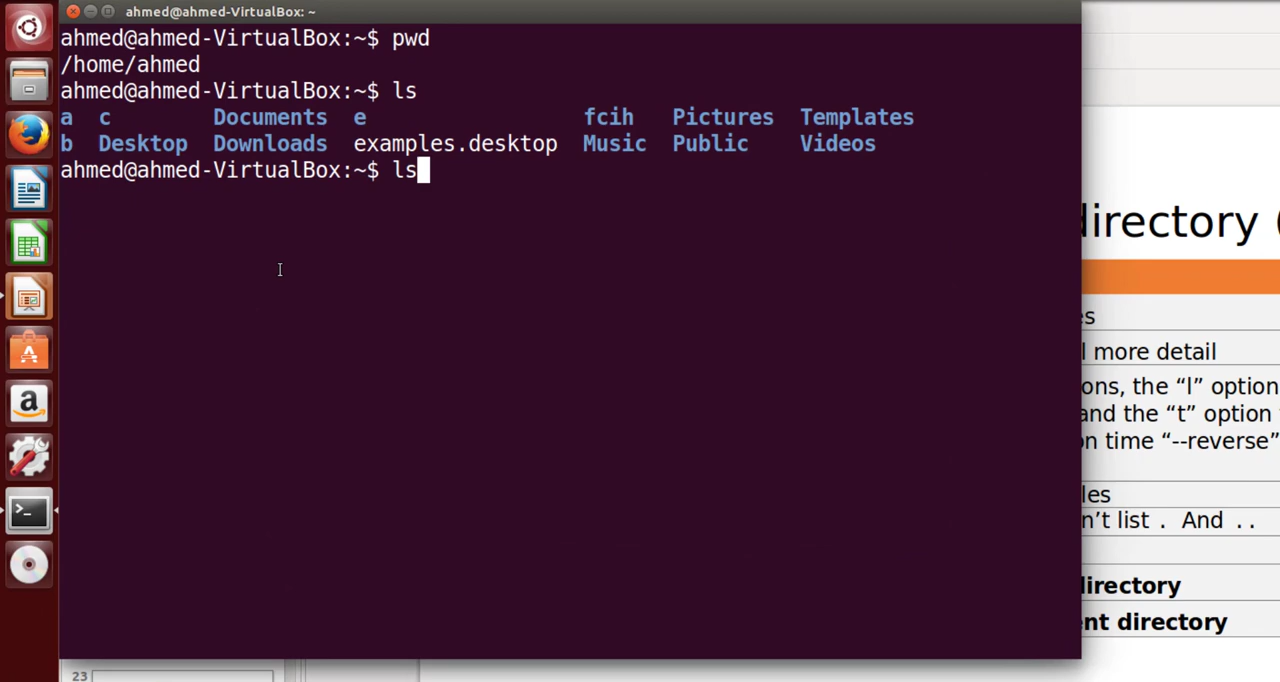 ahmed@ahmed-VirtualBox: ~
ahmed@ahmed-VirtualBox:~$ pwd
/home/ahmed
ahmed@ahmed-VirtualBox:~$ ls
a c Documents e fcih Pictures Templates
b Desktop Downloads examples.desktop Music Public Videos
ahmed@ahmed-VirtualBox:~$ ls
directory (
es
l more detail
ons, the “l” option
and the “t” option
on time “--reverse”
les
n’t list . And ..
directory
ent directory
23